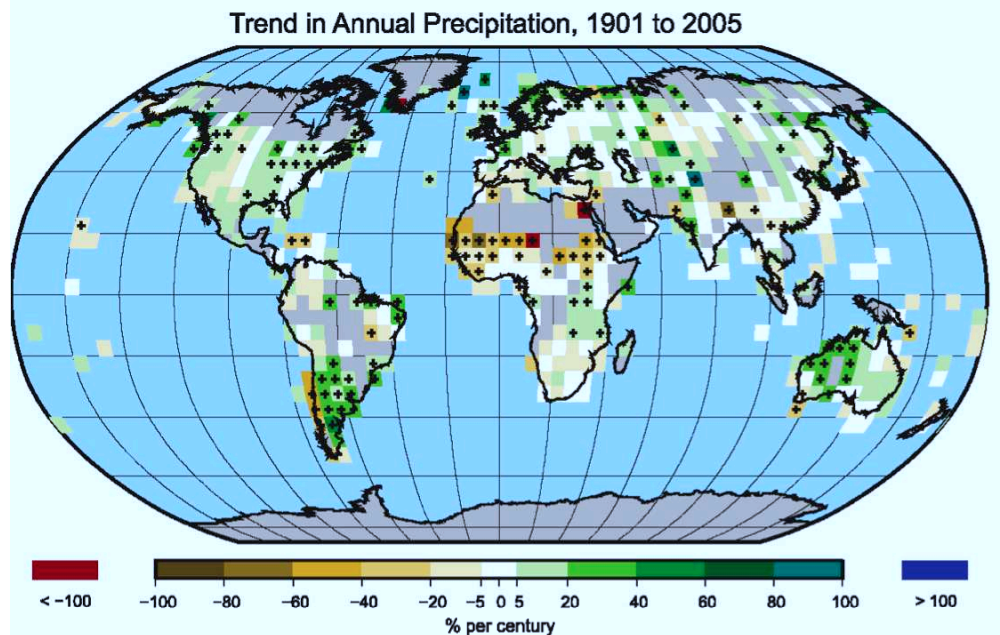 Trend in Annual Precipitation, 1901 to 2005
< −100 −100 −80 −60 −40 −20 −5 0 5 20 40 60 80 100 > 100
% per century